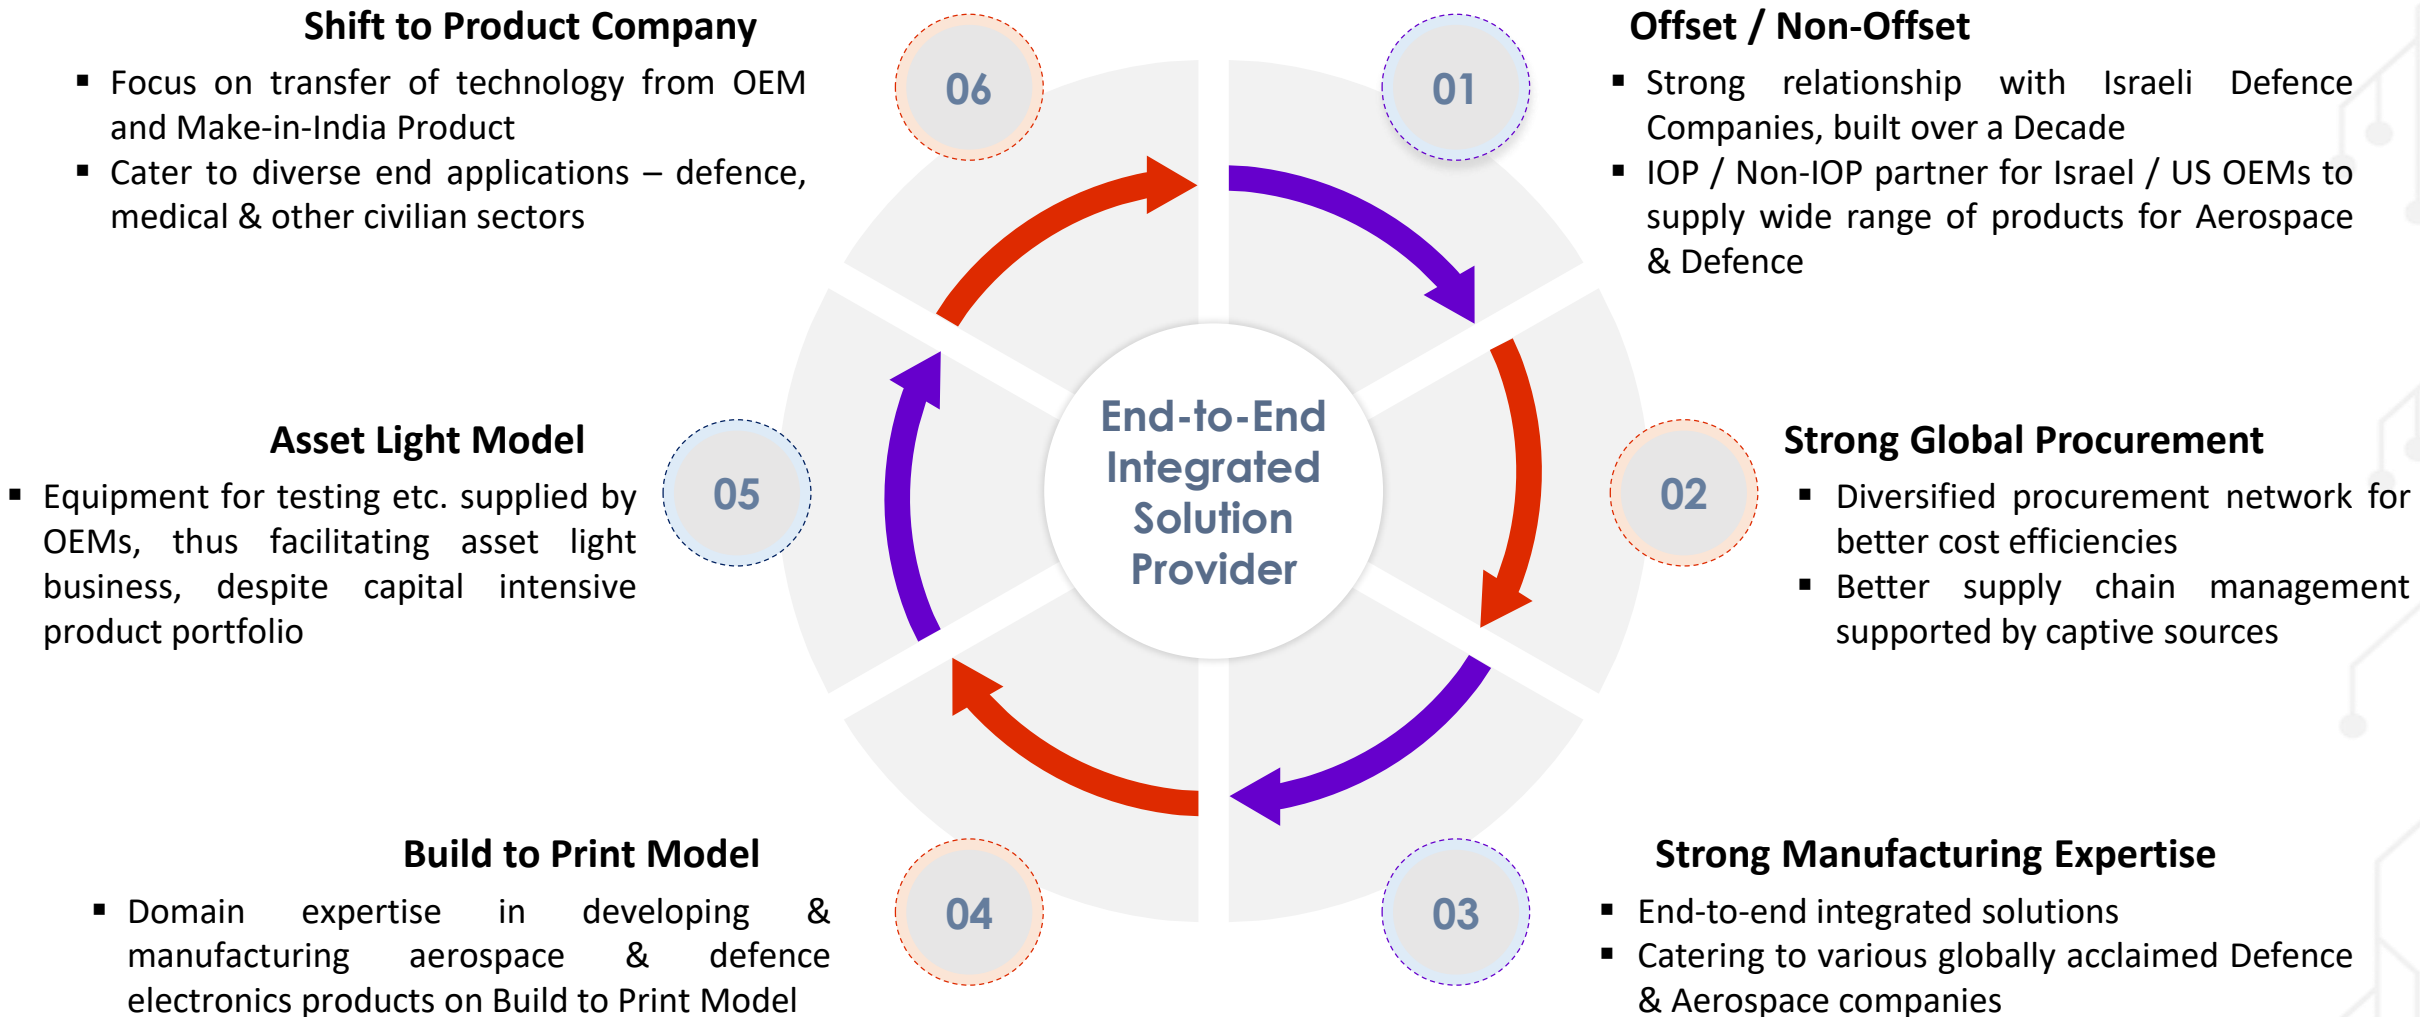 Shift to Product Company
▪ Focus on transfer of technology from OEM
and Make-in-India Product
▪ Cater to diverse end applications – defence,
medical & other civilian sectors
06
01
Offset / Non-Offset
▪ Strong relationship with Israeli Defence
Companies, built over a Decade
▪ IOP / Non-IOP partner for Israel / US OEMs to
supply wide range of products for Aerospace
& Defence
Asset Light Model
▪ Equipment for testing etc. supplied by
OEMs, thus facilitating asset light
business, despite capital intensive
product portfolio
05
End-to-End
Integrated
Solution
Provider
02
Strong Global Procurement
▪ Diversified procurement network for
better cost efficiencies
▪ Better supply chain management
supported by captive sources
Build to Print Model
▪ Domain expertise in developing &
manufacturing aerospace & defence
electronics products on Build to Print Model
04
03
Strong Manufacturing Expertise
▪ End-to-end integrated solutions
▪ Catering to various globally acclaimed Defence
& Aerospace companies